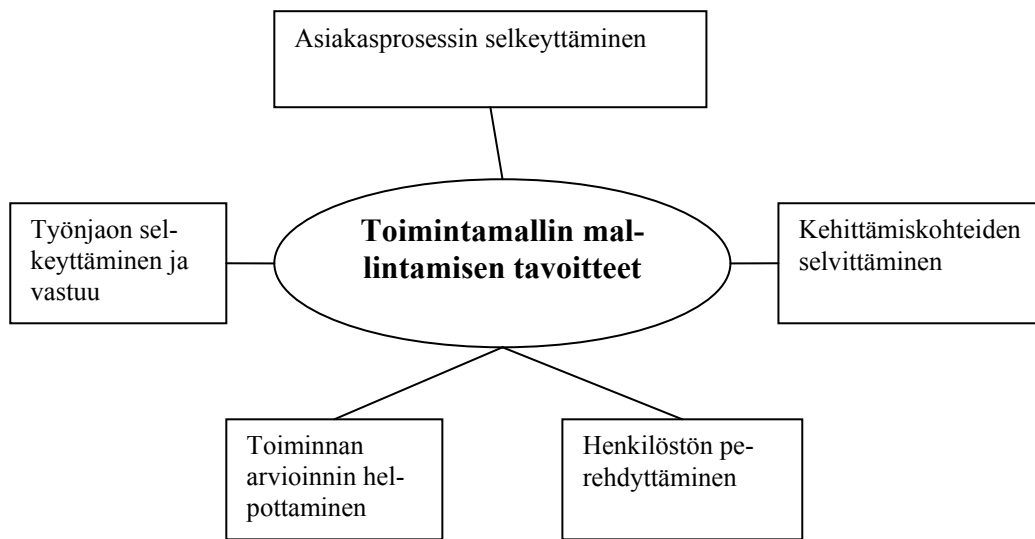 Asiakasprosessin selkeyttäminen
Työnjaon sel-
keyttäminen ja
vastuu
Toimintamallin mal-
lintamisen tavoitteet
Kehittämiskohteiden
selvittäminen
Toiminnan
arvioinnin hel-
pottaminen
Henkilöstön pe-
rehdyttäminen